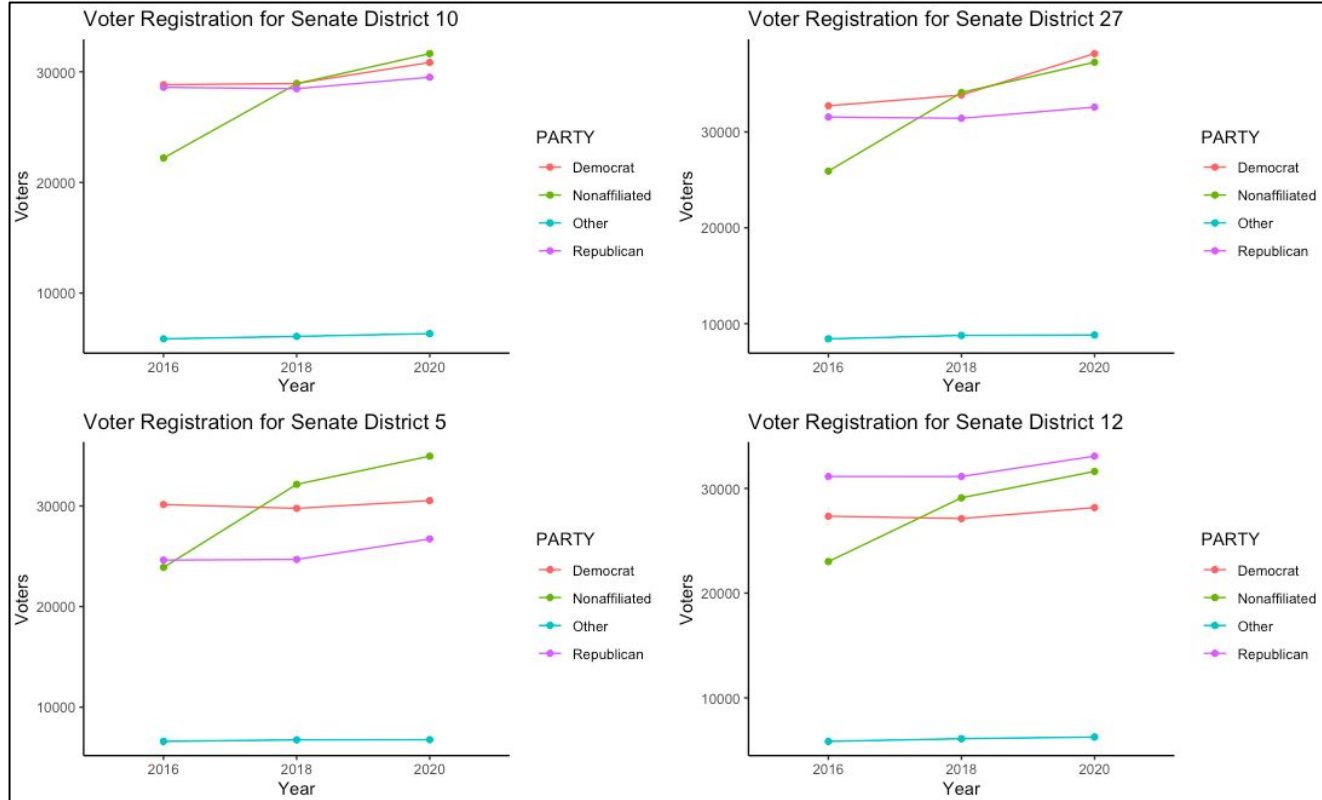 Voter Registration for Senate District 10
30000
20000
10000
Voters
2016
2018
2020
Year
PARTY
Democrat
Nonaffiliated
Other
Republican
Voter Registration for Senate District 27
30000
20000
10000
Voters
2016
2018
2020
Year
PARTY
Democrat
Nonaffiliated
Other
Republican
Voter Registration for Senate District 5
30000
20000
10000
Voters
2016
2018
2020
Year
PARTY
Democrat
Nonaffiliated
Other
Republican
Voter Registration for Senate District 12
30000
20000
10000
Voters
2016
2018
2020
Year
PARTY
Democrat
Nonaffiliated
Other
Republican